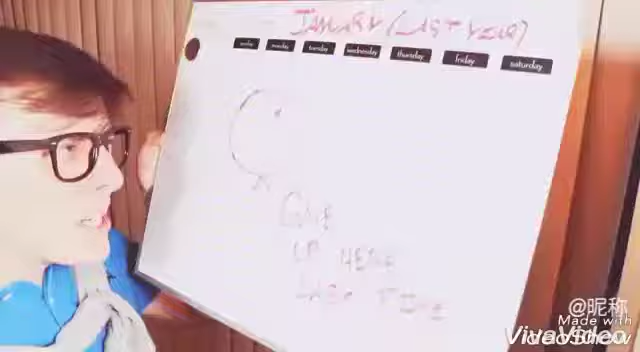 JANUARY (LAST YEAR)
sunday monday tuesday wednesday thursday friday saturday
GAVE
UP HERE
LAST TIME
@昵称
Made with
VivaVideo